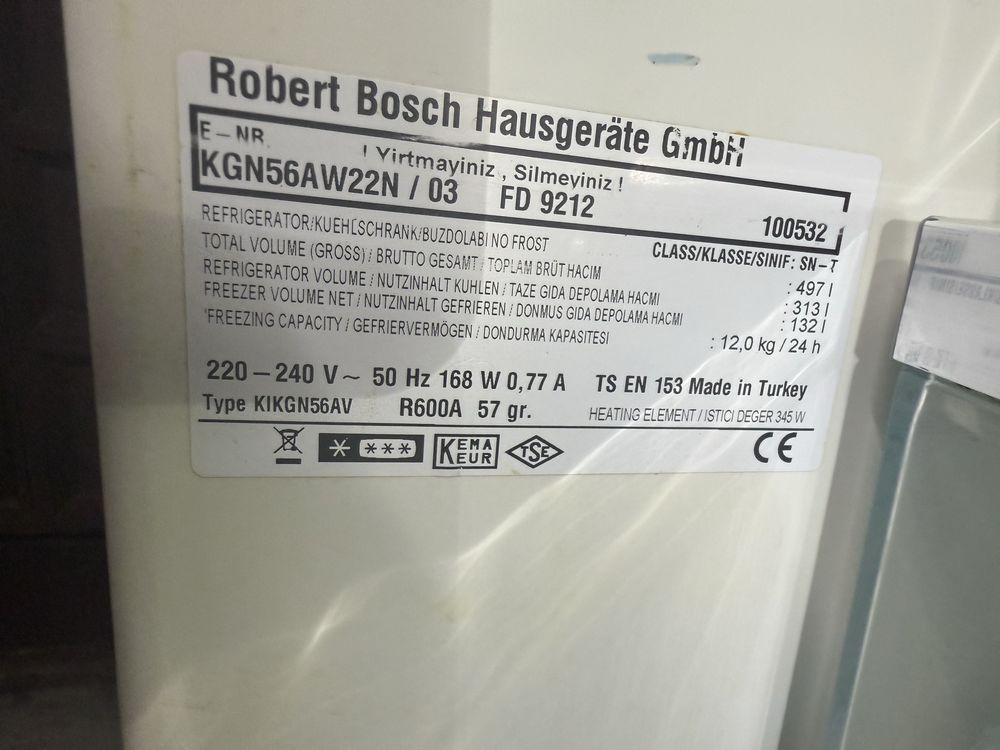 Robert Bosch Hausgeräte GmbH
E-NR.
! Yirtmayiniz , Silmeyiniz !
KGN56AW22N / 03 FD 9212 100532
REFRIGERATOR/KUEHLSCHRANK/BUZDOLABI NO FROST CLASS/KLASSE/SINIF: SN-T
TOTAL VOLUME (GROSS) / BRUTTO GESAMT / TOPLAM BRÜT HACIM : 497 l
REFRIGERATOR VOLUME / NUTZINHALT KUHLEN / TAZE GIDA DEPOLAMA HACMI : 313 l
FREEZER VOLUME NET / NUTZINHALT GEFRIEREN / DONMUS GIDA DEPOLAMA HACMI : 132 l
'FREEZING CAPACITY / GEFRIERVERMÖGEN / DONDURMA KAPASITESI : 12,0 kg / 24 h
220-240 V~ 50 Hz 168 W 0,77 A TS EN 153 Made in Turkey
Type KIKGN56AV R600A 57 gr. HEATING ELEMENT / ISTICI DEGER 345 W
KEMA EUR TSE CE